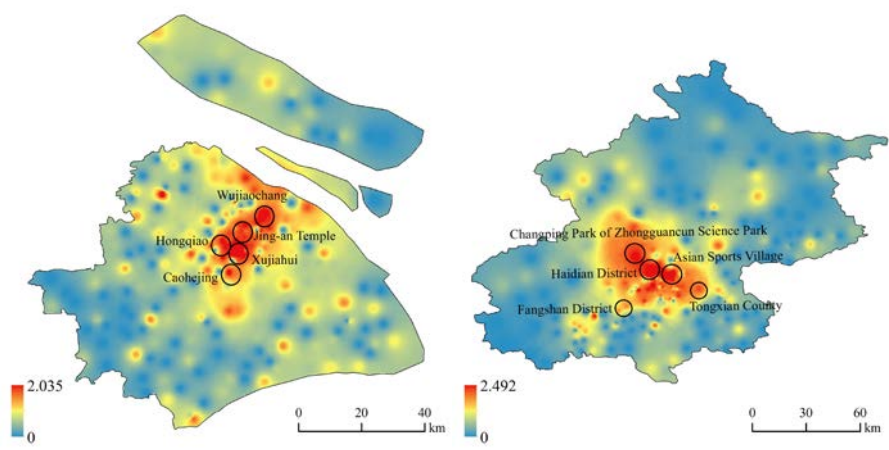 Wujiaochang
Jing-an Temple
Hongqiao
Xujiahui
Caohejing
2.035
0
0 20 40
km
Changping Park of Zhongguancun Science Park
Asian Sports Village
Haidian District
Fangshan District
Tongxian County
2.492
0
0 30 60
km